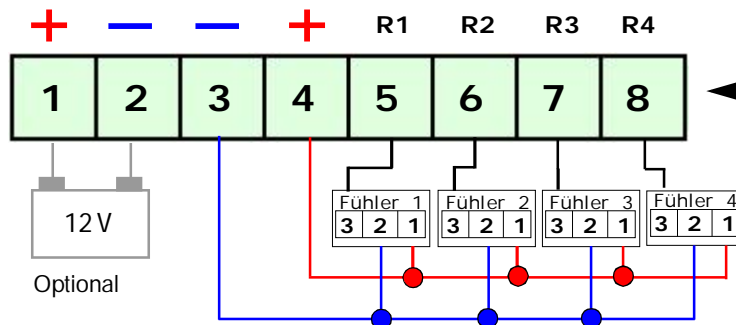 + — — + R1 R2 R3 R4
1 2 3 4 5 6 7 8
Fühler 1 Fühler 2 Fühler 3 Fühler 4
3 2 1 3 2 1 3 2 1 3 2 1
12 V
Optional